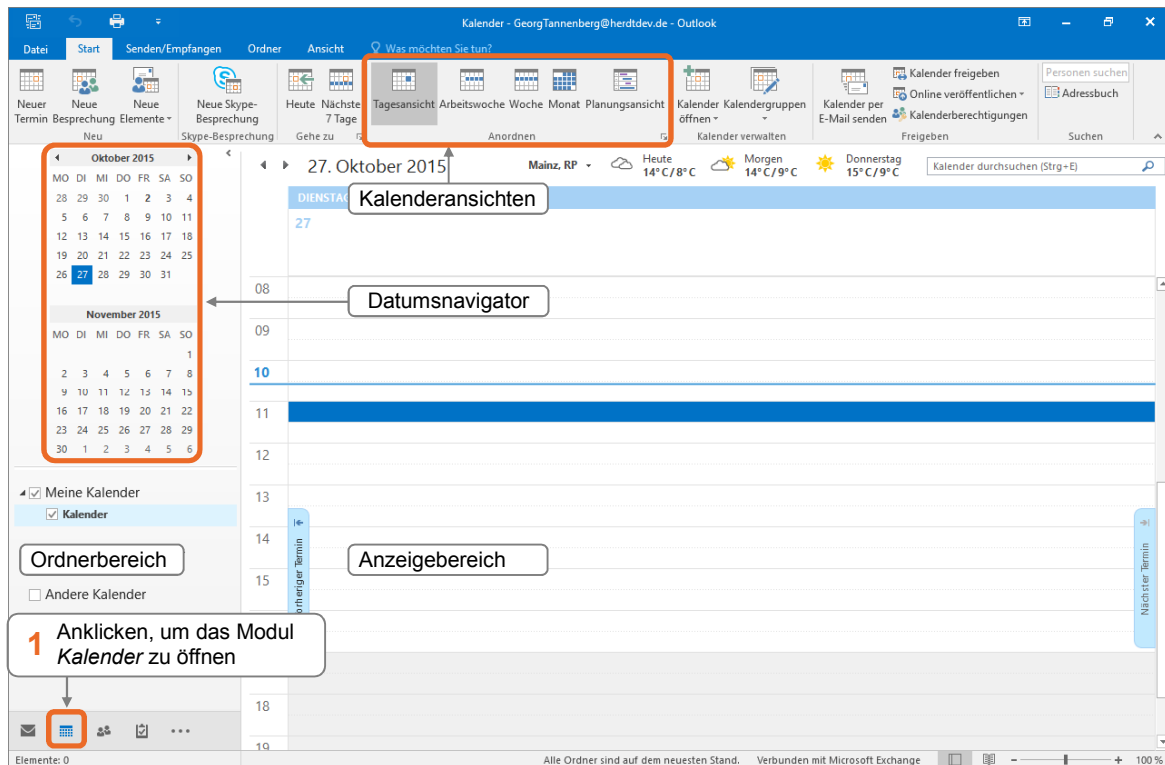 Kalender - GeorgTannenberg@herdtdev.de - Outlook
Datei Start Senden/Empfangen Ordner Ansicht Was möchten Sie tun?
Neuer Termin
Neue Besprechung
Neue Elemente
Neu
Neue Skype-Besprechung
Skype-Besprechung
Heute
Nächste 7 Tage
Gehe zu
Tagesansicht Arbeitswoche Woche Monat Planungsansicht
Anordnen
Kalender öffnen
Kalendergruppen
Kalender verwalten
Kalender per E-Mail senden
Kalender freigeben
Online veröffentlichen
Kalenderberechtigungen
Freigeben
Personen suchen
Adressbuch
Suchen
Oktober 2015
MO DI MI DO FR SA SO
28 29 30 1 2 3 4
5 6 7 8 9 10 11
12 13 14 15 16 17 18
19 20 21 22 23 24 25
26 27 28 29 30 31
November 2015
MO DI MI DO FR SA SO
1
2 3 4 5 6 7 8
9 10 11 12 13 14 15
16 17 18 19 20 21 22
23 24 25 26 27 28 29
30 1 2 3 4 5 6
Meine Kalender
Kalender
Ordnerbereich
Andere Kalender
1 Anklicken, um das Modul
Kalender zu öffnen
27. Oktober 2015
Mainz, RP
Heute
14°C/8°C
Morgen
14°C/9°C
Donnerstag
15°C/9°C
Kalender durchsuchen (Strg+E)
DIENSTAG
27
Kalenderansichten
Datumsnavigator
Anzeigebereich
08
09
10
11
12
13
14
15
18
19
Vorheriger Termin
Nächster Termin
Elemente: 0
Alle Ordner sind auf dem neuesten Stand. Verbunden mit Microsoft Exchange
100 %